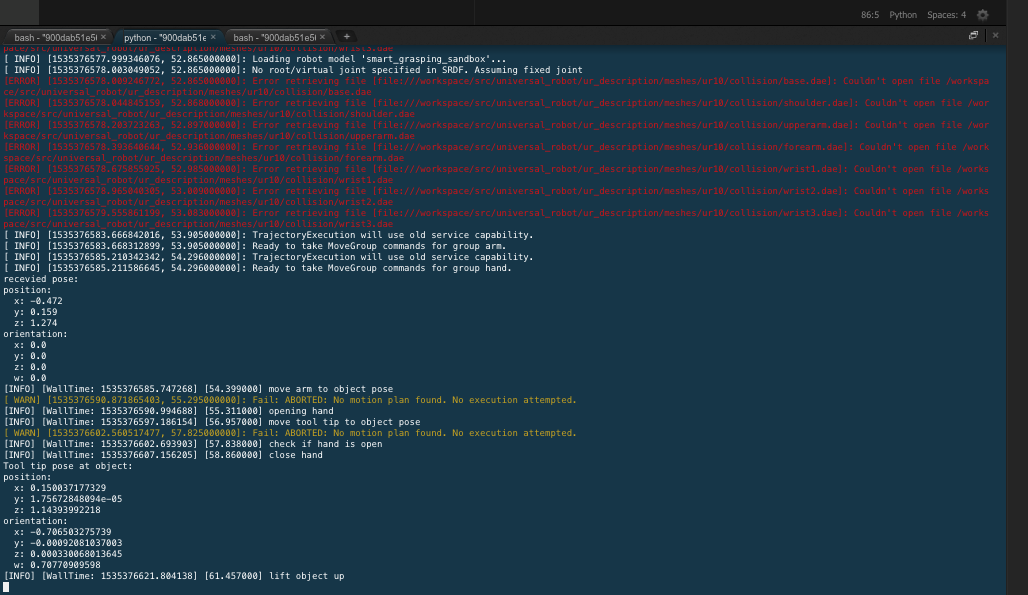 86:5 Python Spaces: 4
bash - "900dab51e5( × python - "900dab51e × bash - "900dab51e5( × +
pace/src/universal_robot/ur_description/meshes/ur10/collision/wrist3.dae
[ INFO] [1535376577.999346076, 52.865000000]: Loading robot model 'smart_grasping_sandbox'...
[ INFO] [1535376578.003049052, 52.865000000]: No root/virtual joint specified in SRDF. Assuming fixed joint
[ERROR] [1535376578.009246772, 52.865000000]: Error retrieving file [file:///workspace/src/universal_robot/ur_description/meshes/ur10/collision/base.dae]: Couldn't open file /workspa
ce/src/universal_robot/ur_description/meshes/ur10/collision/base.dae
[ERROR] [1535376578.044845159, 52.868000000]: Error retrieving file [file:///workspace/src/universal_robot/ur_description/meshes/ur10/collision/shoulder.dae]: Couldn't open file /wor
kspace/src/universal_robot/ur_description/meshes/ur10/collision/shoulder.dae
[ERROR] [1535376578.203723263, 52.897000000]: Error retrieving file [file:///workspace/src/universal_robot/ur_description/meshes/ur10/collision/upperarm.dae]: Couldn't open file /wor
kspace/src/universal_robot/ur_description/meshes/ur10/collision/upperarm.dae
[ERROR] [1535376578.393640644, 52.936000000]: Error retrieving file [file:///workspace/src/universal_robot/ur_description/meshes/ur10/collision/forearm.dae]: Couldn't open file /work
space/src/universal_robot/ur_description/meshes/ur10/collision/forearm.dae
[ERROR] [1535376578.675855925, 52.985000000]: Error retrieving file [file:///workspace/src/universal_robot/ur_description/meshes/ur10/collision/wrist1.dae]: Couldn't open file /works
pace/src/universal_robot/ur_description/meshes/ur10/collision/wrist1.dae
[ERROR] [1535376578.965040305, 53.009000000]: Error retrieving file [file:///workspace/src/universal_robot/ur_description/meshes/ur10/collision/wrist2.dae]: Couldn't open file /works
pace/src/universal_robot/ur_description/meshes/ur10/collision/wrist2.dae
[ERROR] [1535376579.555881199, 53.083000000]: Error retrieving file [file:///workspace/src/universal_robot/ur_description/meshes/ur10/collision/wrist3.dae]: Couldn't open file /works
pace/src/universal_robot/ur_description/meshes/ur10/collision/wrist3.dae
[ INFO] [1535376583.666842016, 53.905000000]: TrajectoryExecution will use old service capability.
[ INFO] [1535376583.668312899, 53.905000000]: Ready to take MoveGroup commands for group arm.
[ INFO] [1535376585.210342342, 54.296000000]: TrajectoryExecution will use old service capability.
[ INFO] [1535376585.211586645, 54.296000000]: Ready to take MoveGroup commands for group hand.
recevied pose:
position:
x: -0.472
y: 0.159
z: 1.274
orientation:
x: 0.0
y: 0.0
z: 0.0
w: 0.0
[INFO] [WallTime: 1535376585.747268] [54.399000] move arm to object pose
[ WARN] [1535376590.871865403, 55.295000000]: Fail: ABORTED: No motion plan found. No execution attempted.
[INFO] [WallTime: 1535376590.994688] [55.311000] opening hand
[INFO] [WallTime: 1535376597.186154] [56.957000] move tool tip to object pose
[ WARN] [1535376602.560517477, 57.825000000]: Fail: ABORTED: No motion plan found. No execution attempted.
[INFO] [WallTime: 1535376602.693903] [57.838000] check if hand is open
[INFO] [WallTime: 1535376607.156205] [58.860000] close hand
Tool tip pose at object:
position:
x: 0.150037177329
y: 1.75672848094e-05
z: 1.14393992218
orientation:
x: -0.706503275739
y: -0.00092081037003
z: 0.000330068013645
w: 0.70770909598
[INFO] [WallTime: 1535376621.804138] [61.457000] lift object up